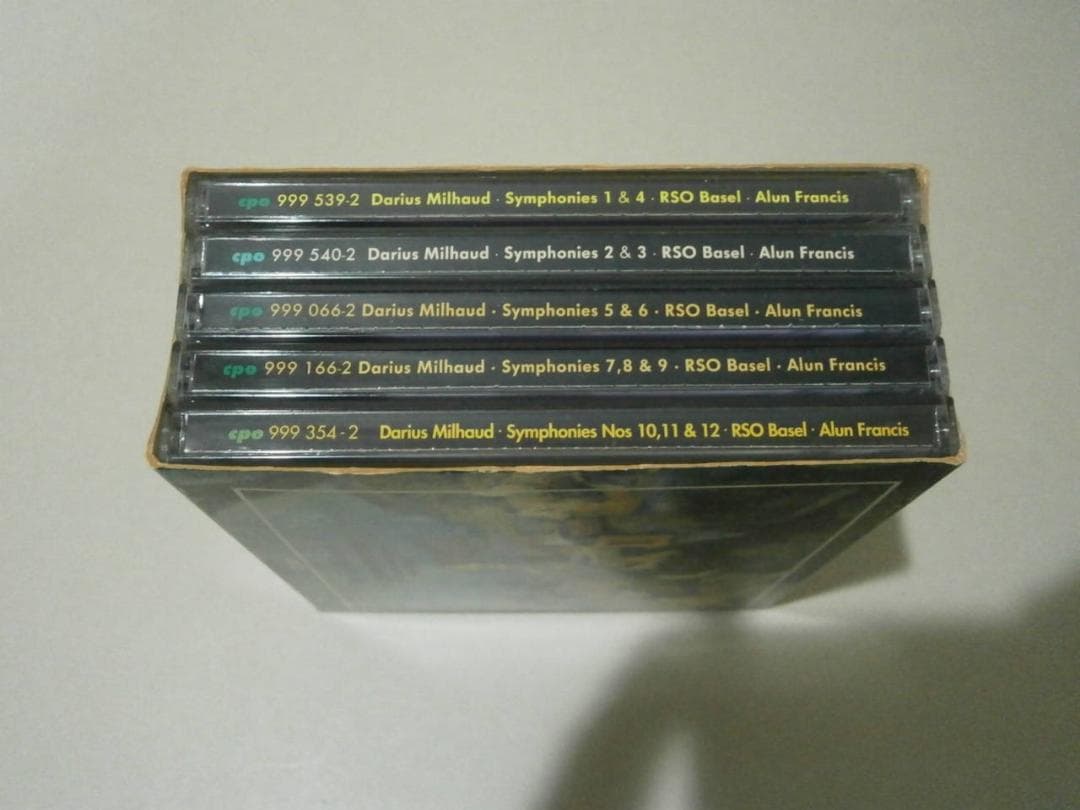 cpo 999 539-2 Darius Milhaud · Symphonies 1 & 4 · RSO Basel · Alun Francis
cpo 999 540-2 Darius Milhaud · Symphonies 2 & 3 · RSO Basel · Alun Francis
cpo 999 066-2 Darius Milhaud · Symphonies 5 & 6 · RSO Basel · Alun Francis
cpo 999 166-2 Darius Milhaud · Symphonies 7,8 & 9 · RSO Basel · Alun Francis
cpo 999 354-2 Darius Milhaud · Symphonies Nos 10,11 & 12 · RSO Basel · Alun Francis